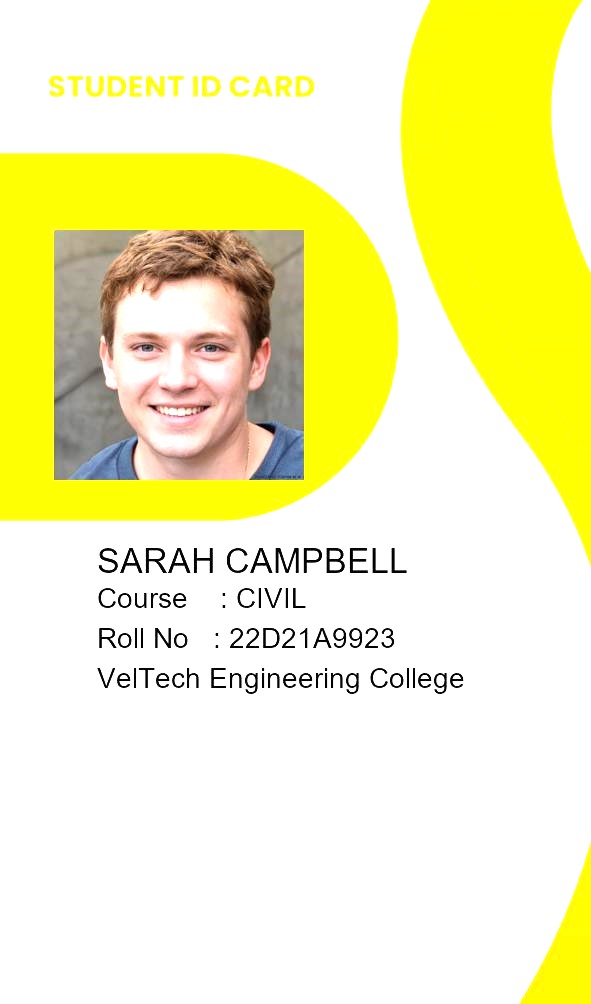 STUDENT ID CARD
SARAH CAMPBELL
Course : CIVIL
Roll No : 22D21A9923
VelTech Engineering College